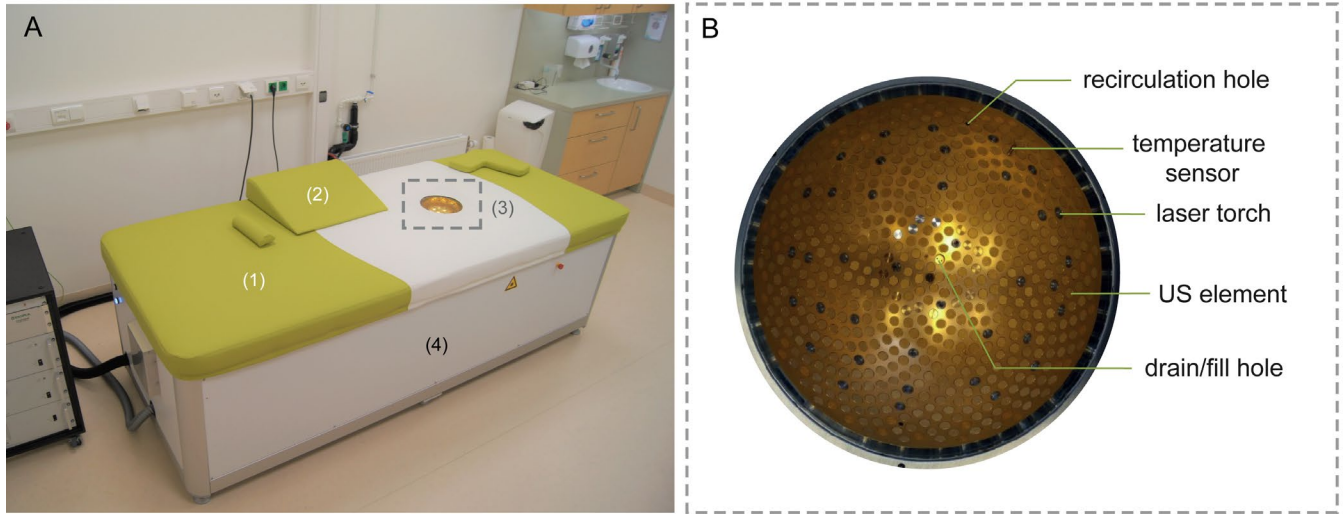 A
(1)
(2)
(3)
(4)
B
recirculation hole
temperature
sensor
laser torch
US element
drain/fill hole